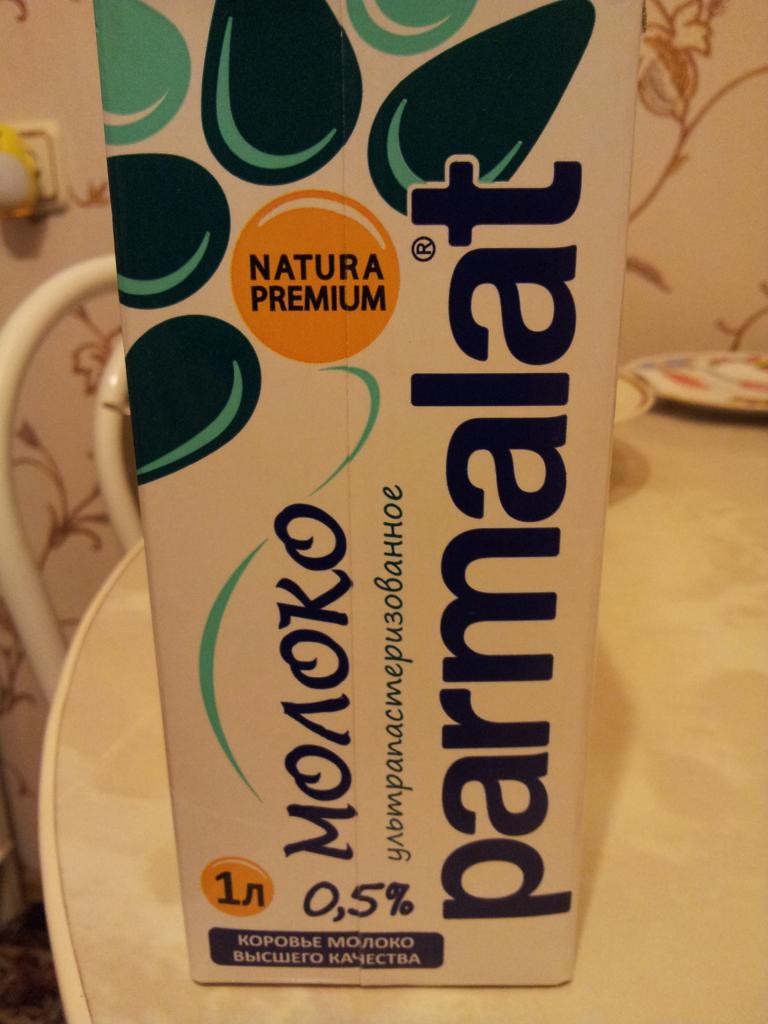 NATURA
PREMIUM
parmalat®
молоко
ультрапастеризованное
1л
0,5%
КОРОВЬЕ МОЛОКО
ВЫСШЕГО КАЧЕСТВА